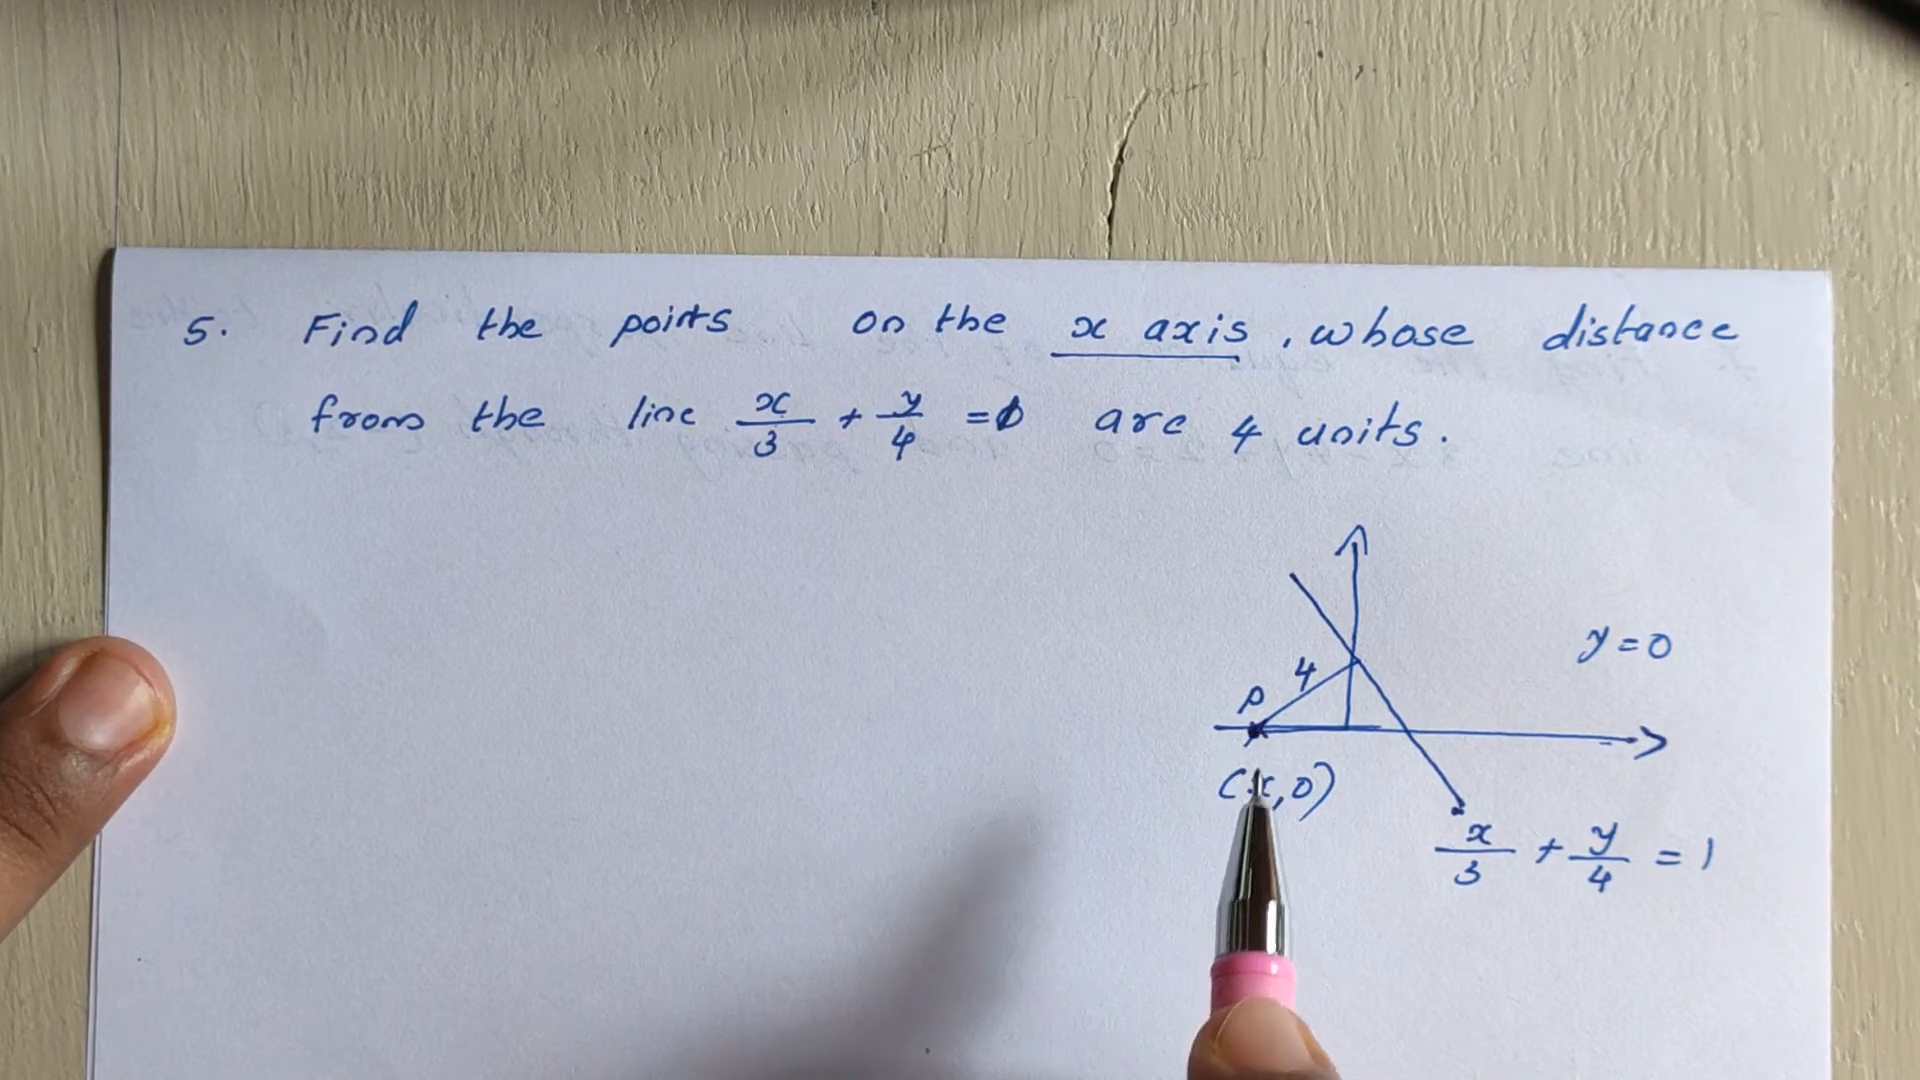 5. Find the points on the x axis, whose distance
from the line x/3 + y/4 = 1 are 4 units.
y = 0
4
P
(x, 0)
x/3 + y/4 = 1